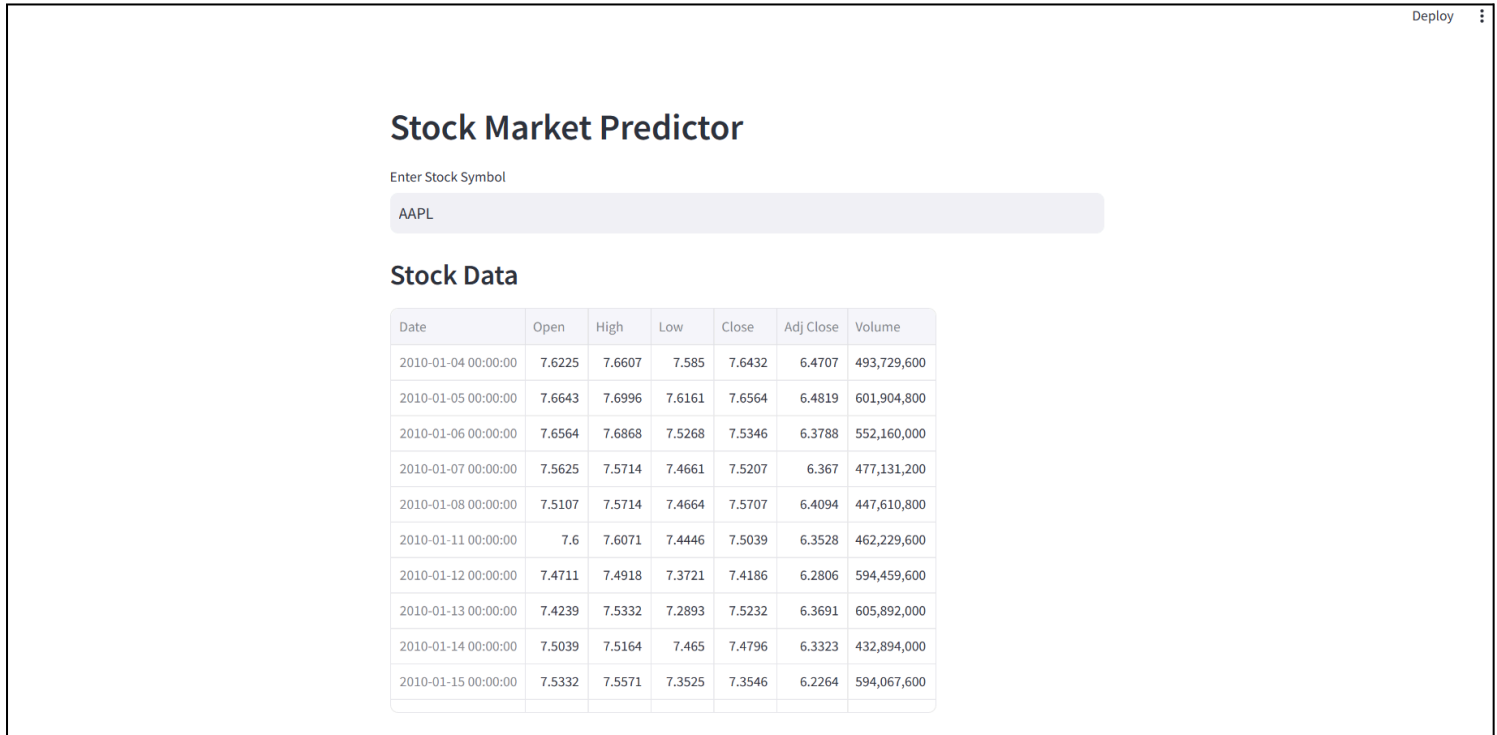 Deploy
Stock Market Predictor
Enter Stock Symbol
AAPL
Stock Data
Date Open High Low Close Adj Close Volume
2010-01-04 00:00:00 7.6225 7.6607 7.585 7.6432 6.4707 493,729,600
2010-01-05 00:00:00 7.6643 7.6996 7.6161 7.6564 6.4819 601,904,800
2010-01-06 00:00:00 7.6564 7.6868 7.5268 7.5346 6.3788 552,160,000
2010-01-07 00:00:00 7.5625 7.5714 7.4661 7.5207 6.367 477,131,200
2010-01-08 00:00:00 7.5107 7.5714 7.4664 7.5707 6.4094 447,610,800
2010-01-11 00:00:00 7.6 7.6071 7.4446 7.5039 6.3528 462,229,600
2010-01-12 00:00:00 7.4711 7.4918 7.3721 7.4186 6.2806 594,459,600
2010-01-13 00:00:00 7.4239 7.5332 7.2893 7.5232 6.3691 605,892,000
2010-01-14 00:00:00 7.5039 7.5164 7.465 7.4796 6.3323 432,894,000
2010-01-15 00:00:00 7.5332 7.5571 7.3525 7.3546 6.2264 594,067,600